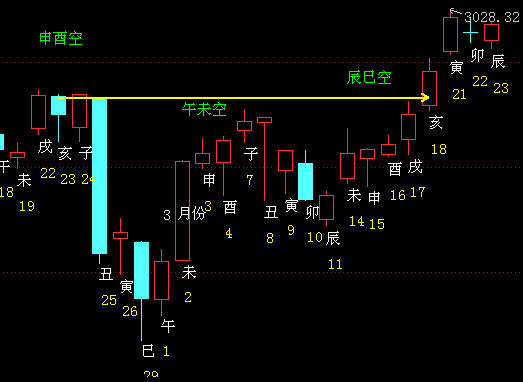 3028.32
申酉空
辰巳空
午未空
午
18
未
19
戌
22
亥
23
子
24
丑
25
寅
26
巳
29
午
1
未
2
3 月份
申
3
酉
4
子
7
丑
8
寅
9
卯
10
辰
11
未
14
申
15
酉
16
戌
17
亥
18
寅
21
卯
22
辰
23